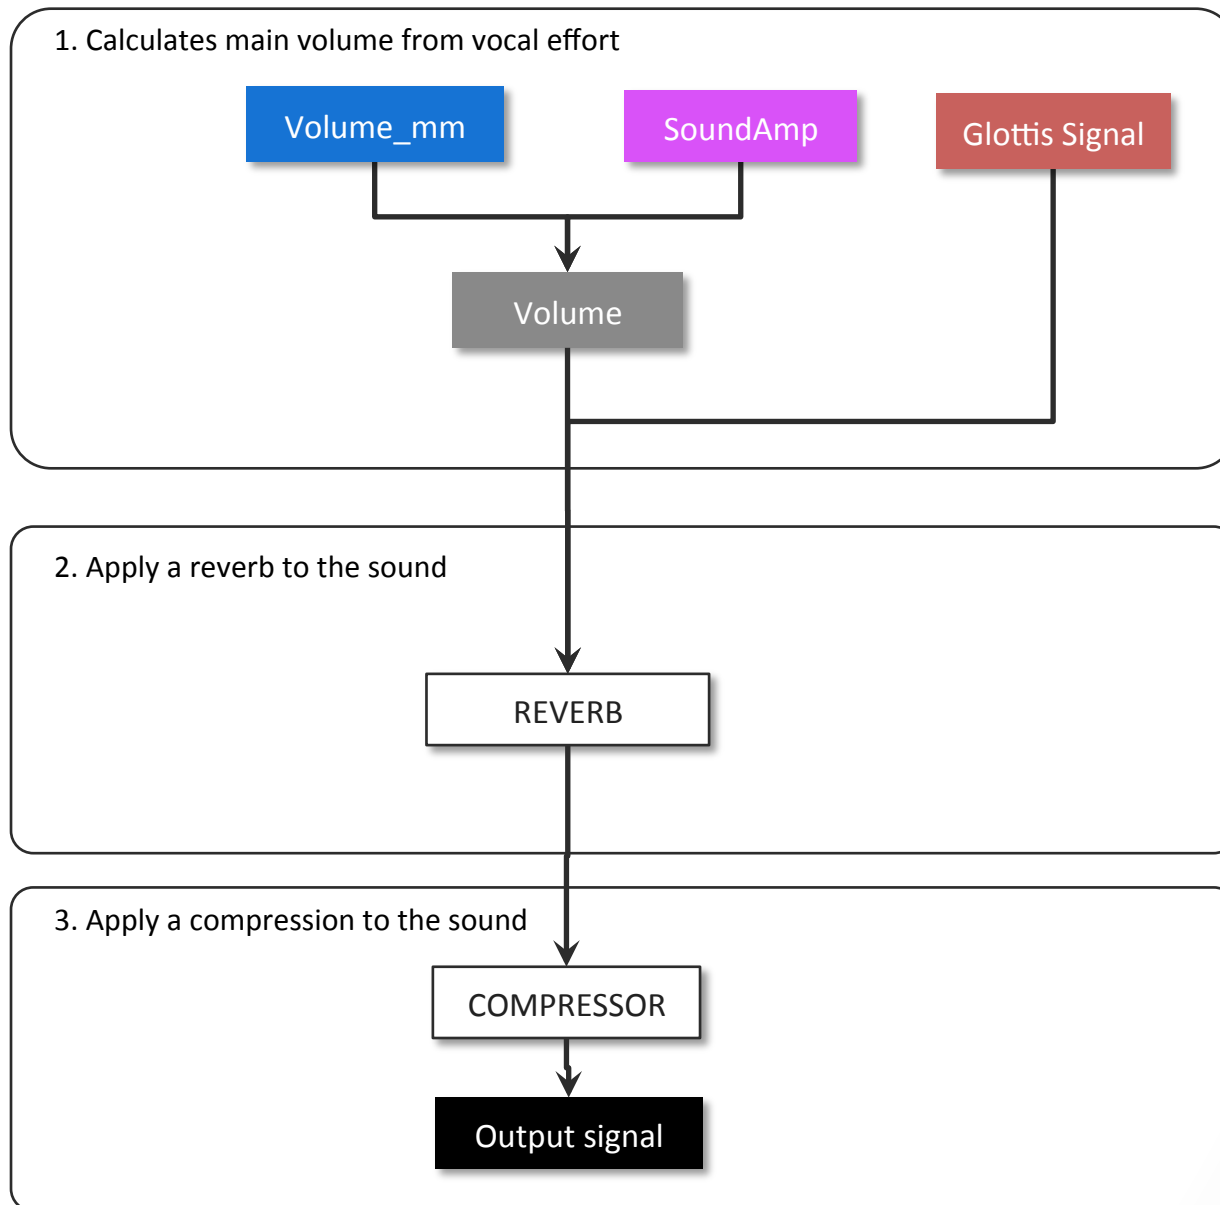 1. Calculates main volume from vocal effort
Volume_mm
SoundAmp
Glottis Signal
Volume
2. Apply a reverb to the sound
REVERB
3. Apply a compression to the sound
COMPRESSOR
Output signal